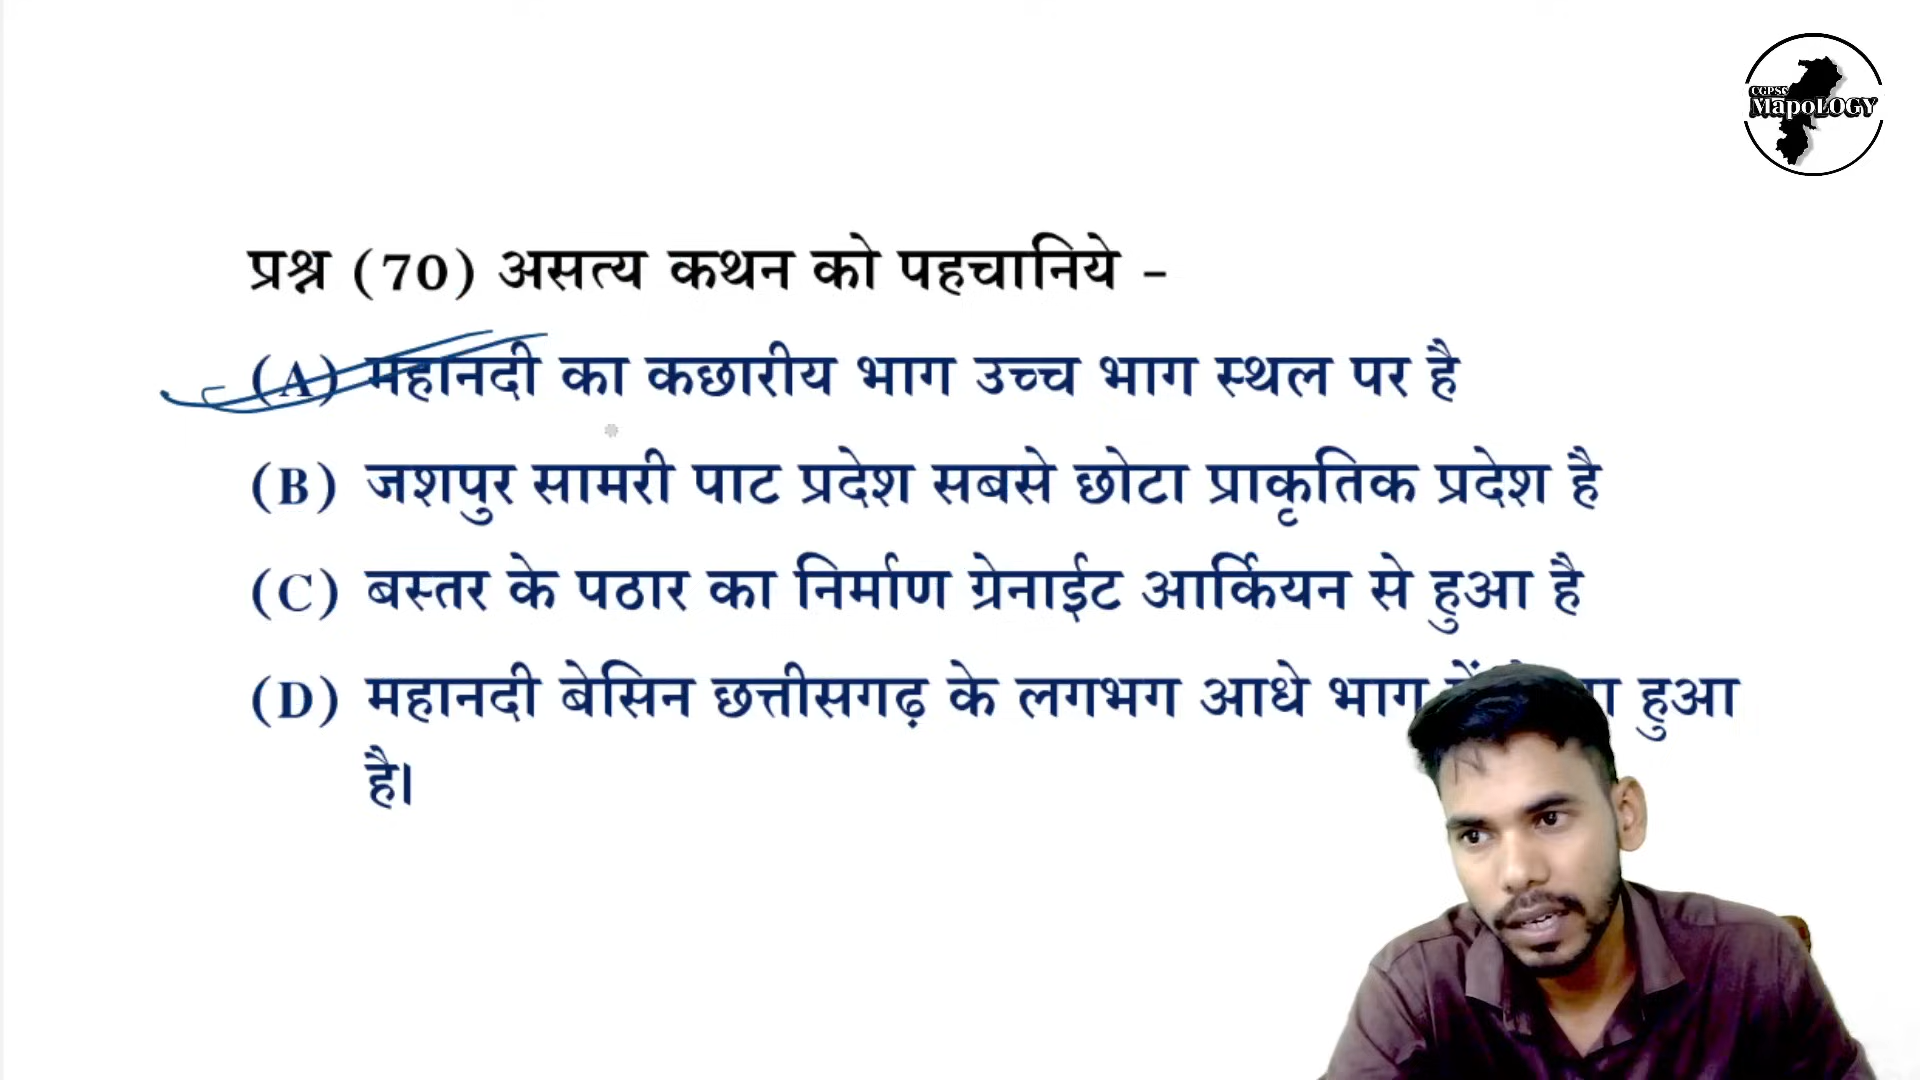 CGPSC
MapoLOGY
प्रश्न (70) असत्य कथन को पहचानिये –
(A) महानदी का कछारीय भाग उच्च भाग स्थल पर है
(B) जशपुर सामरी पाट प्रदेश सबसे छोटा प्राकृतिक प्रदेश है
(C) बस्तर के पठार का निर्माण ग्रेनाईट आर्कियन से हुआ है
(D) महानदी बेसिन छत्तीसगढ़ के लगभग आधे भाग हुआ
है।